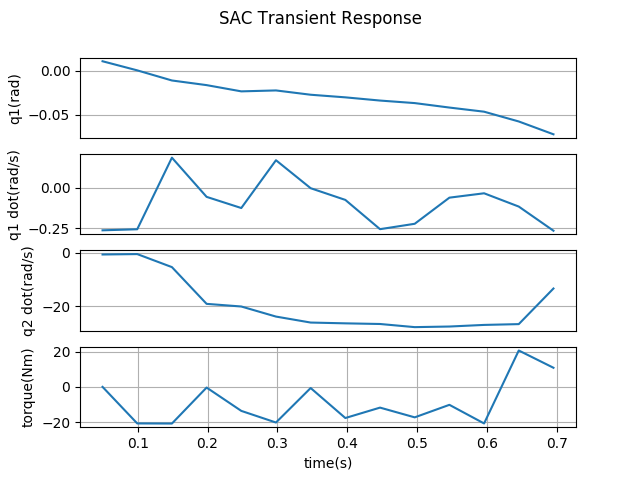 SAC Transient Response
q1(rad)
0.00
−0.05
q1 dot(rad/s)
0.00
−0.25
q2 dot(rad/s)
0
−20
torque(Nm)
20
0
−20
0.1 0.2 0.3 0.4 0.5 0.6 0.7
time(s)